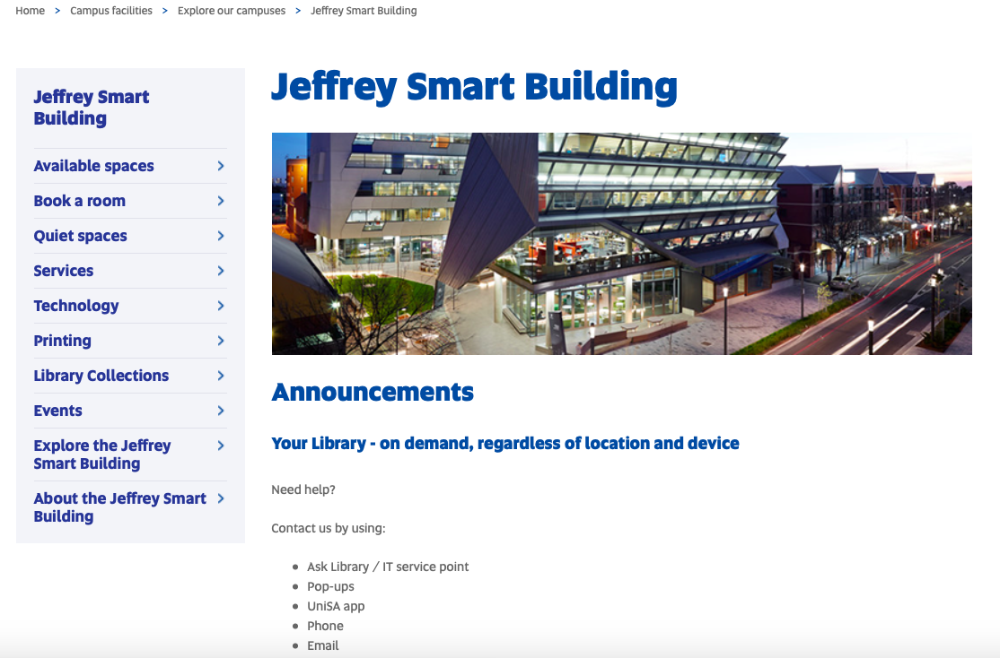 Home > Campus facilities > Explore our campuses > Jeffrey Smart Building
Jeffrey Smart
Building
Available spaces
Book a room
Quiet spaces
Services
Technology
Printing
Library Collections
Events
Explore the Jeffrey
Smart Building
About the Jeffrey Smart
Building
Jeffrey Smart Building
Announcements
Your Library - on demand, regardless of location and device
Need help?
Contact us by using:
Ask Library / IT service point
Pop-ups
UniSA app
Phone
Email